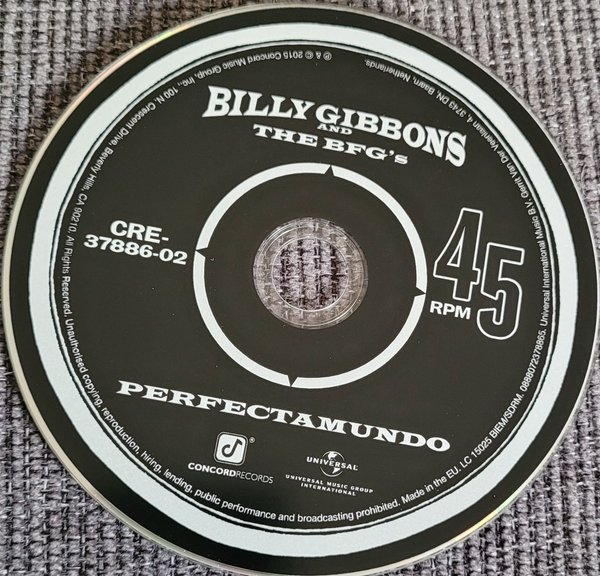 BILLY GIBBONS
AND
THE BFG's
CRE-
37886-02
45
RPM
PERFECTAMUNDO
CONCORD RECORDS
UNIVERSAL
UNIVERSAL MUSIC GROUP
INTERNATIONAL
℗ & © 2015 Concord Music Group, Inc., 100 N. Crescent Drive, Beverly Hills, CA 90210. All Rights Reserved. Unauthorised copying, reproduction, hiring, lending, public performance and broadcasting prohibited. Made in the EU. LC 15025 BIEM/SDRM. 0888072378865. Universal International Music B.V. Gerrit Van Der Veenlaan 4, 3743 DN, Baarn, Netherlands.